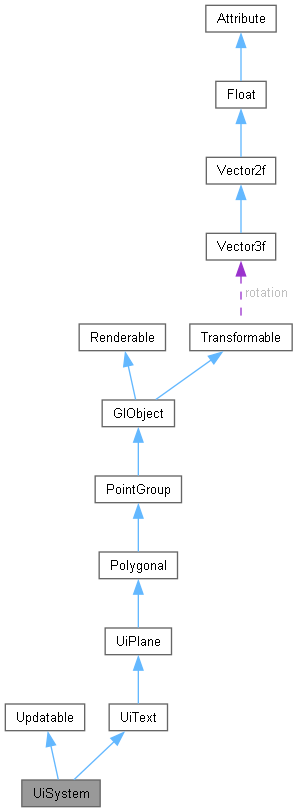 Attribute
Float
Vector2f
Vector3f
rotation
Renderable
Transformable
GlObject
PointGroup
Polygonal
UiPlane
Updatable
UiText
UiSystem